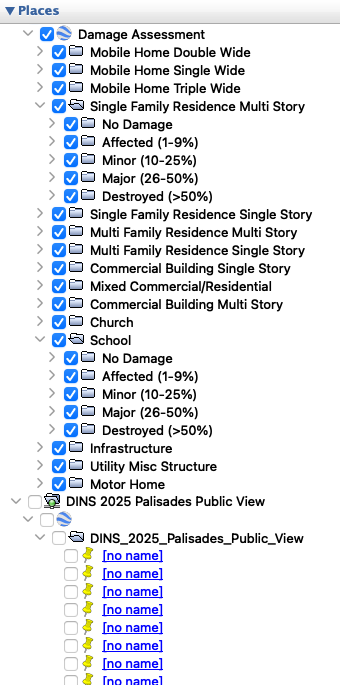 Places
Damage Assessment
Mobile Home Double Wide
Mobile Home Single Wide
Mobile Home Triple Wide
Single Family Residence Multi Story
No Damage
Affected (1-9%)
Minor (10-25%)
Major (26-50%)
Destroyed (>50%)
Single Family Residence Single Story
Multi Family Residence Multi Story
Multi Family Residence Single Story
Commercial Building Single Story
Mixed Commercial/Residential
Commercial Building Multi Story
Church
School
No Damage
Affected (1-9%)
Minor (10-25%)
Major (26-50%)
Destroyed (>50%)
Infrastructure
Utility Misc Structure
Motor Home
DINS 2025 Palisades Public View
DINS_2025_Palisades_Public_View
[no name]
[no name]
[no name]
[no name]
[no name]
[no name]
[no name]
[no name]